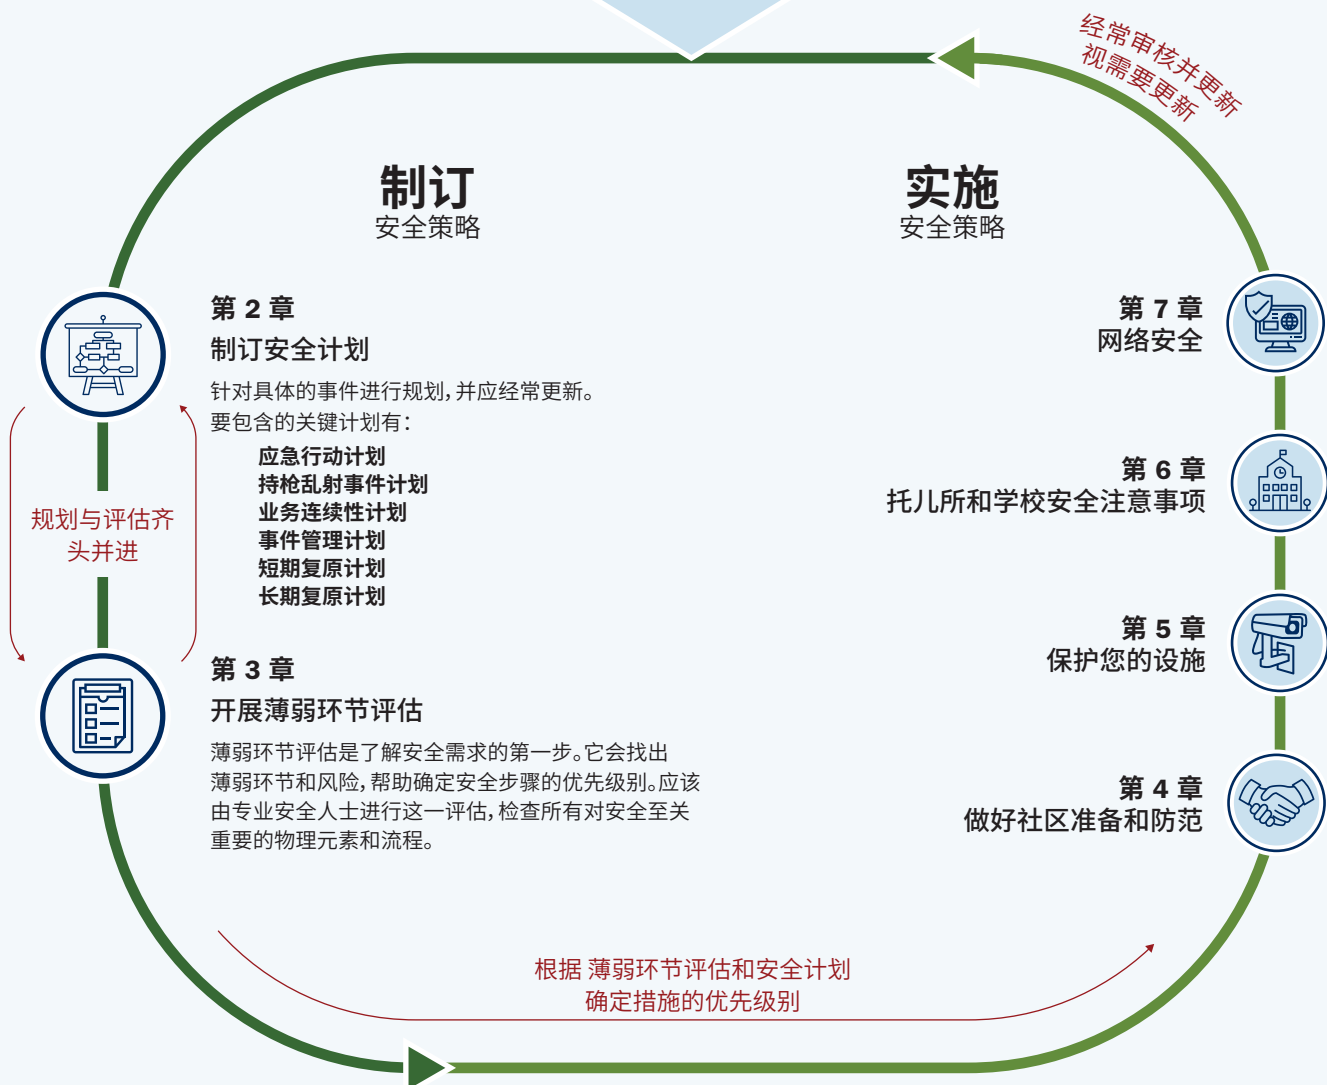 经常审核并更新
视需要更新
制订
安全策略
实施
安全策略
第 2 章
制订安全计划
针对具体的事件进行规划，并应经常更新。
要包含的关键计划有：
应急行动计划
持枪乱射事件计划
业务连续性计划
事件管理计划
短期复原计划
长期复原计划
规划与评估齐
头并进
第 3 章
开展薄弱环节评估
薄弱环节评估是了解安全需求的第一步。它会找出
薄弱环节和风险，帮助确定安全步骤的优先级别。应该
由专业安全人士进行这一评估，检查所有对安全至关
重要的物理元素和流程。
第 7 章
网络安全
第 6 章
托儿所和学校安全注意事项
第 5 章
保护您的设施
第 4 章
做好社区准备和防范
根据 薄弱环节评估和安全计划
确定措施的优先级别